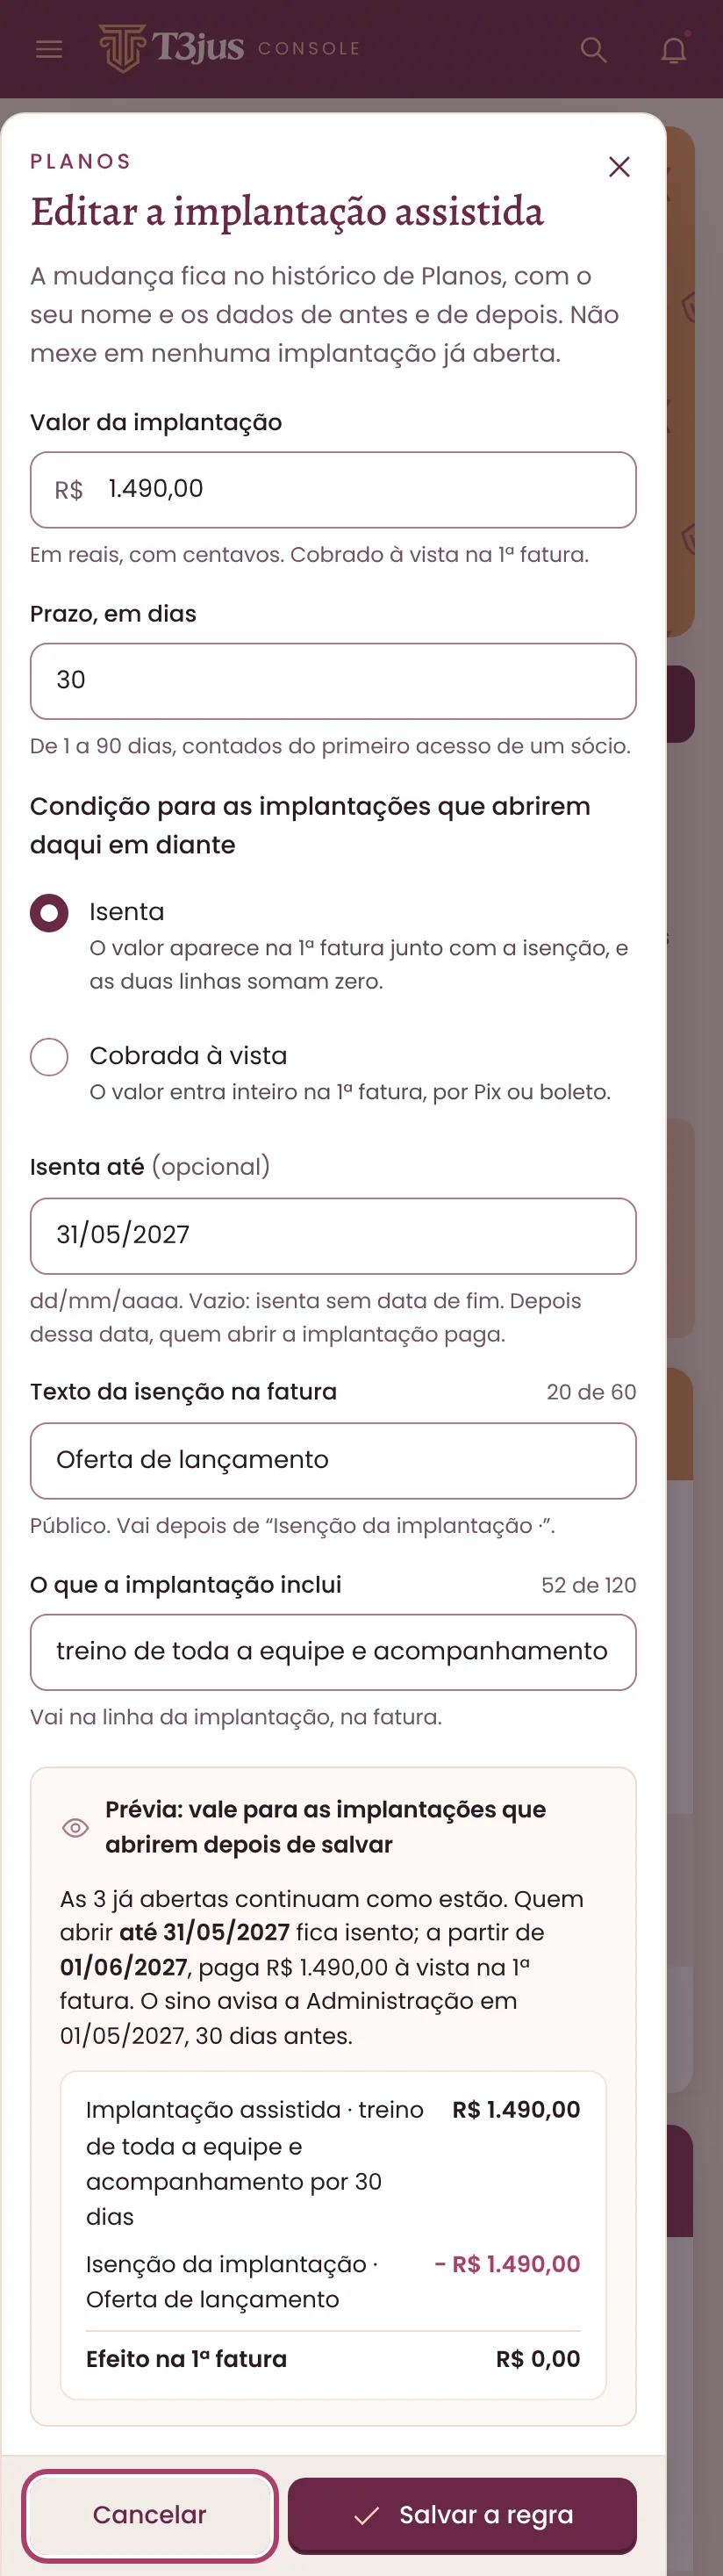 T3jus CONSOLE
PLANOS
Editar a implantação assistida
A mudança fica no histórico de Planos, com o
seu nome e os dados de antes e de depois. Não
mexe em nenhuma implantação já aberta.
Valor da implantação
R$ 1.490,00
Em reais, com centavos. Cobrado à vista na 1ª fatura.
Prazo, em dias
30
De 1 a 90 dias, contados do primeiro acesso de um sócio.
Condição para as implantações que abrirem
daqui em diante
Isenta
O valor aparece na 1ª fatura junto com a isenção, e
as duas linhas somam zero.
Cobrada à vista
O valor entra inteiro na 1ª fatura, por Pix ou boleto.
Isenta até (opcional)
31/05/2027
dd/mm/aaaa. Vazio: isenta sem data de fim. Depois
dessa data, quem abrir a implantação paga.
Texto da isenção na fatura 20 de 60
Oferta de lançamento
Público. Vai depois de “Isenção da implantação ·”.
O que a implantação inclui 52 de 120
treino de toda a equipe e acompanhamento
Vai na linha da implantação, na fatura.
Prévia: vale para as implantações que
abrirem depois de salvar
As 3 já abertas continuam como estão. Quem
abrir até 31/05/2027 fica isento; a partir de
01/06/2027, paga R$ 1.490,00 à vista na 1ª
fatura. O sino avisa a Administração em
01/05/2027, 30 dias antes.
Implantação assistida · treino R$ 1.490,00
de toda a equipe e
acompanhamento por 30
dias
Isenção da implantação · - R$ 1.490,00
Oferta de lançamento
Efeito na 1ª fatura R$ 0,00
Cancelar
Salvar a regra